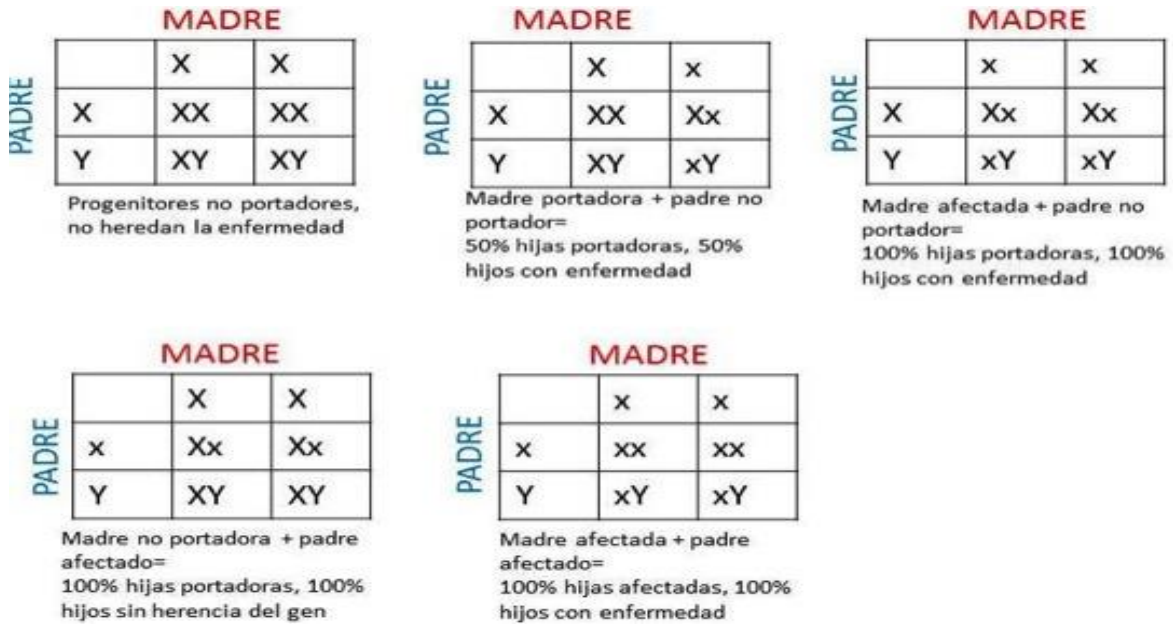 MADRE
PADRE
X X
X XX XX
Y XY XY
Progenitores no portadores,
no heredan la enfermedad
MADRE
PADRE
X x
X XX Xx
Y XY xY
Madre portadora + padre no
portador=
50% hijas portadoras, 50%
hijos con enfermedad
MADRE
PADRE
x x
X Xx Xx
Y xY xY
Madre afectada + padre no
portador=
100% hijas portadoras, 100%
hijos con enfermedad
MADRE
PADRE
X X
x Xx Xx
Y XY XY
Madre no portadora + padre
afectado=
100% hijas portadoras, 100%
hijos sin herencia del gen
MADRE
PADRE
x x
x xx xx
Y xY xY
Madre afectada + padre
afectado=
100% hijas afectadas, 100%
hijos con enfermedad